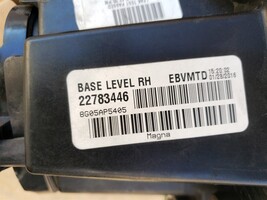 BASE LEVEL RH EBVMTD
22783446
8G05AP5405
Magna